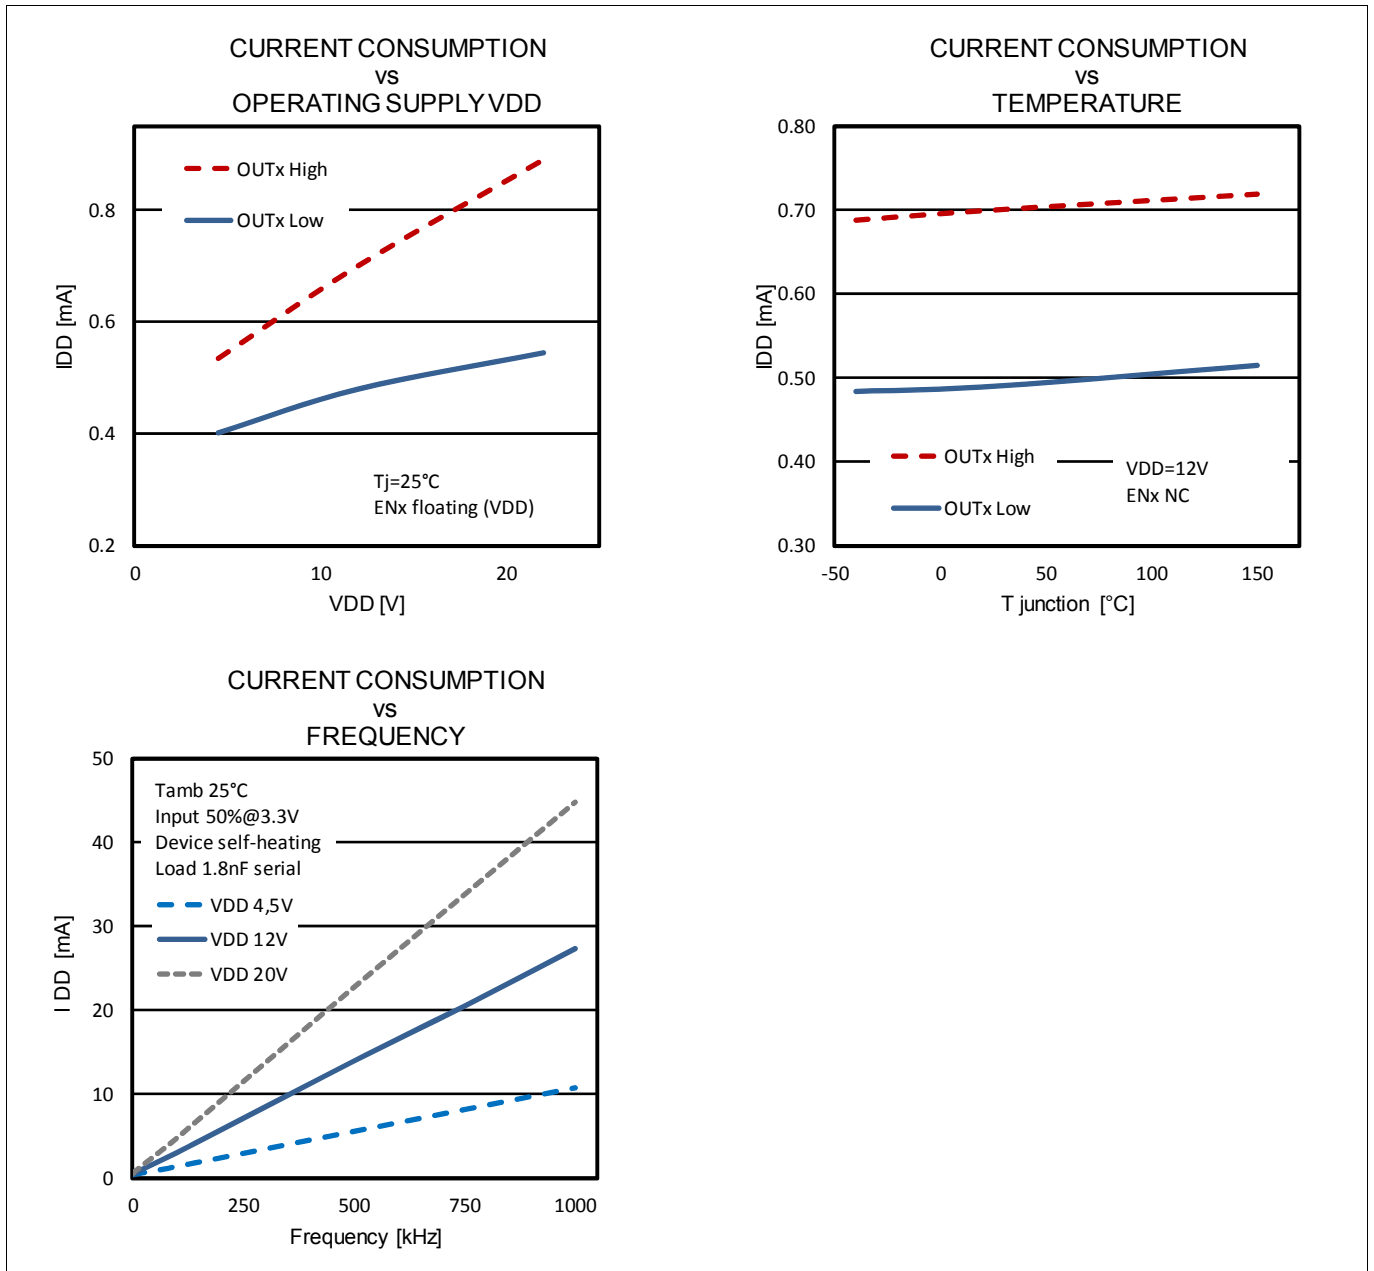 CURRENT CONSUMPTION
vs
OPERATING SUPPLY VDD
OUTx High
OUTx Low
0.8
0.6
0.4
0.2
IDD [mA]
Tj=25°C
ENx floating (VDD)
0 10 20
VDD [V]
CURRENT CONSUMPTION
vs
TEMPERATURE
0.80
0.70
0.60
0.50
0.40
0.30
IDD [mA]
OUTx High
OUTx Low
VDD=12V
ENx NC
-50 0 50 100 150
T junction [°C]
CURRENT CONSUMPTION
vs
FREQUENCY
50
40
30
20
10
0
I DD [mA]
Tamb 25°C
Input 50%@3.3V
Device self-heating
Load 1.8nF serial
VDD 4,5V
VDD 12V
VDD 20V
0 250 500 750 1000
Frequency [kHz]